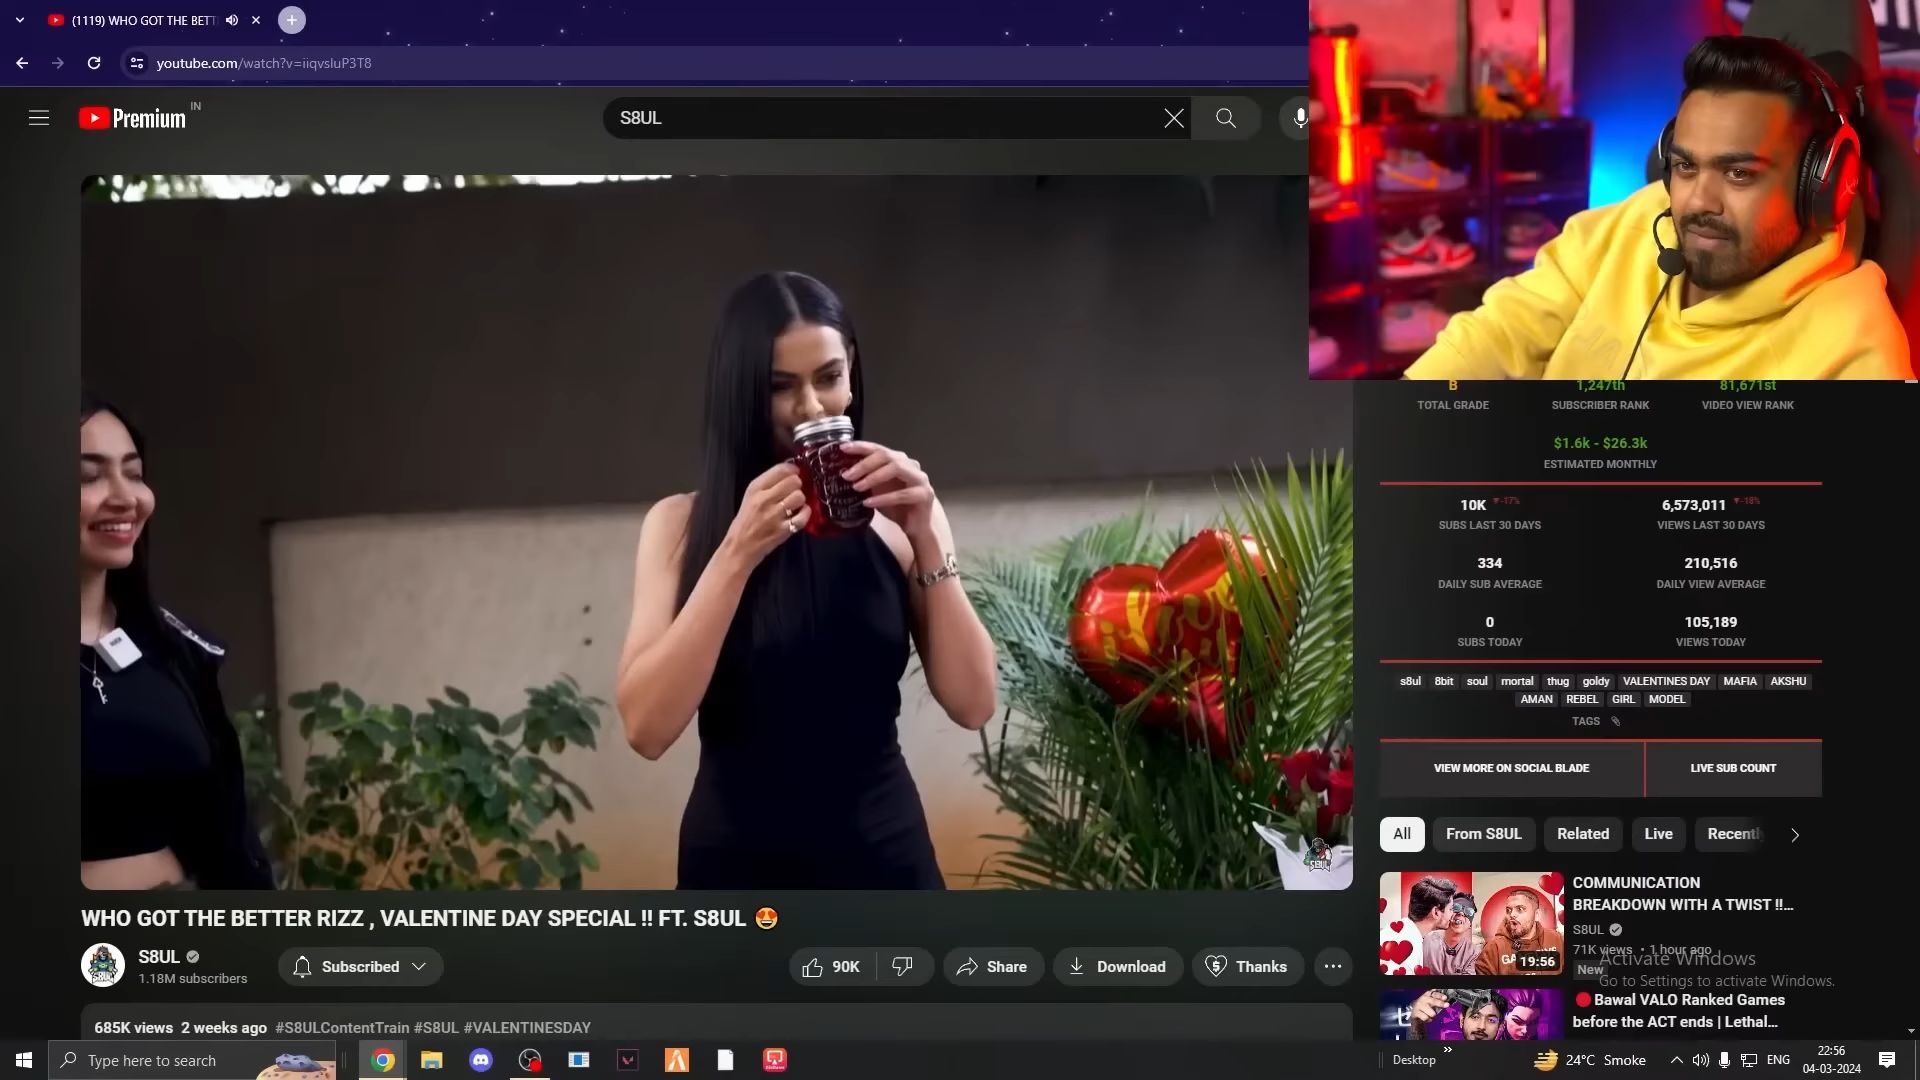 (1119) WHO GOT THE BETT
youtube.com/watch?v=iiqvsluP3T8
Premium
IN
S8UL
B
1,247th
81,671st
TOTAL GRADE
SUBSCRIBER RANK
VIDEO VIEW RANK
$1.6k - $26.3k
ESTIMATED MONTHLY
10K ▼-17%
6,573,011 ▼-18%
SUBS LAST 30 DAYS
VIEWS LAST 30 DAYS
334
210,516
DAILY SUB AVERAGE
DAILY VIEW AVERAGE
0
105,189
SUBS TODAY
VIEWS TODAY
s8ul 8bit soul mortal thug goldy VALENTINES DAY MAFIA AKSHU
AMAN REBEL GIRL MODEL
TAGS
VIEW MORE ON SOCIAL BLADE
LIVE SUB COUNT
All From S8UL Related Live Recent
i love
S8UL
WHO GOT THE BETTER RIZZ , VALENTINE DAY SPECIAL !! FT. S8UL 😍
S8UL
1.18M subscribers
Subscribed
90K
Share
Download
Thanks
685K views 2 weeks ago #S8ULContentTrain #S8UL #VALENTINESDAY
COMMUNICATION
BREAKDOWN WITH A TWIST !!...
S8UL
71K views • 1 hour ago
New
19:56
Activate Windows
Go to Settings to activate Windows.
🔴 Bawal VALO Ranked Games
before the ACT ends | Lethal...
Type here to search
Desktop
24°C Smoke
ENG
22:56
04-03-2024